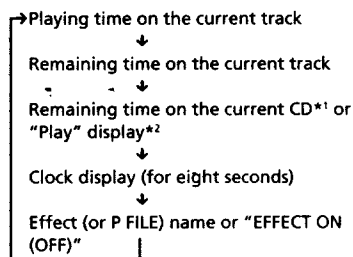 Playing time on the current track
Remaining time on the current track
Remaining time on the current CD*1 or
"Play" display*2
Clock display (for eight seconds)
Effect (or P FILE) name or "EFFECT ON
(OFF)"